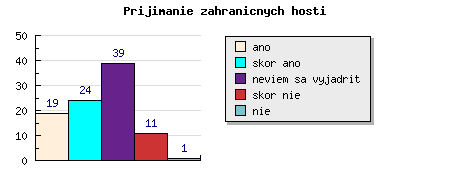 Prijimanie zahranicnych hosti
50
40
30
20
10
0
19
24
39
11
1
ano
skor ano
neviem sa vyjadrit
skor nie
nie